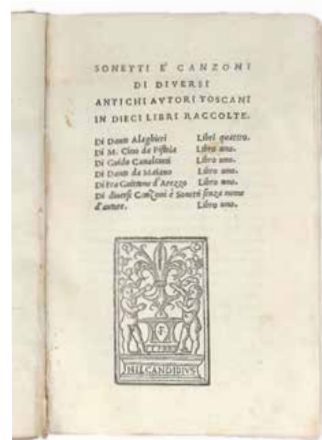 SONETTI E CANZONI
DI DIVERSI
ANTICHI AVTORI TOSCANI
IN DIECI LIBRI RACCOLTE.
Di Dante Alaghieri Libri quattro.
Di M. Cino da Pistoia Libro uno.
Di Guido Caualcanti Libro uno.
Di Dante da Maiano Libro uno.
Di Fra Guittone d'Arezzo Libro uno.
Di diuersi Canzoni è Sonetti senza nome
d'autore. Libro uno.
NIL CANDIDIVS